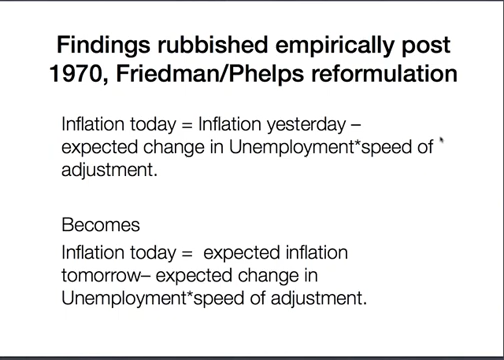 Findings rubbished empirically post
1970, Friedman/Phelps reformulation
Inflation today = Inflation yesterday –
expected change in Unemployment*speed of
adjustment.
Becomes
Inflation today =  expected inflation
tomorrow– expected change in
Unemployment*speed of adjustment.